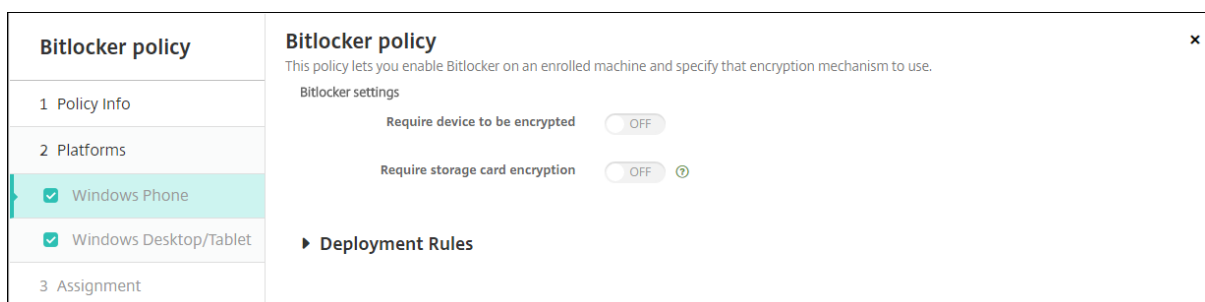 Bitlocker policy
1 Policy Info
2 Platforms
Windows Phone
Windows Desktop/Tablet
3 Assignment
Bitlocker policy
This policy lets you enable Bitlocker on an enrolled machine and specify that encryption mechanism to use.
Bitlocker settings
Require device to be encrypted OFF
Require storage card encryption OFF ?
Deployment Rules